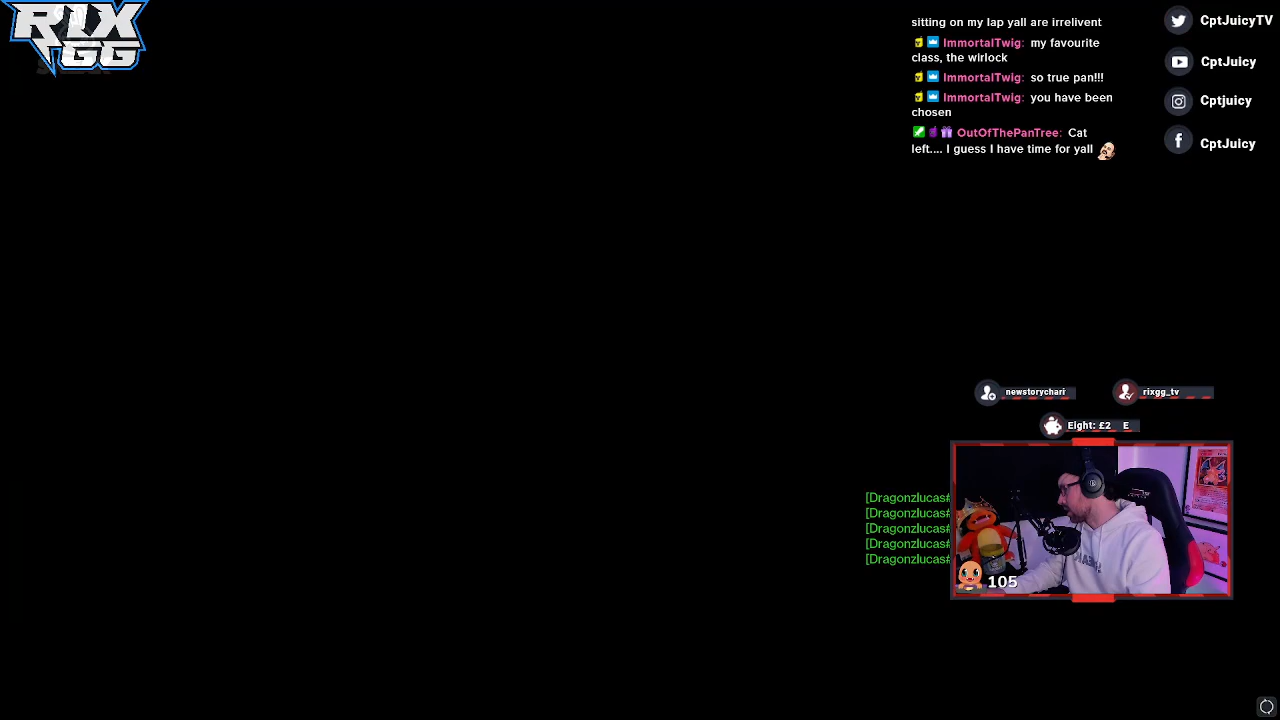 RIX
GG
sitting on my lap yall are irrelivent
ImmortalTwig: my favourite
class, the wirlock
ImmortalTwig: so true pan!!!
ImmortalTwig: you have been
chosen
OutOfThePanTree: Cat
left.... I guess I have time for yall
CptJuicyTV
CptJuicy
Cptjuicy
CptJuicy
newstorychari
rixgg_tv
Eight: £2 E
[Dragonzlucas#
[Dragonzlucas#
[Dragonzlucas#
[Dragonzlucas#
[Dragonzlucas#
105